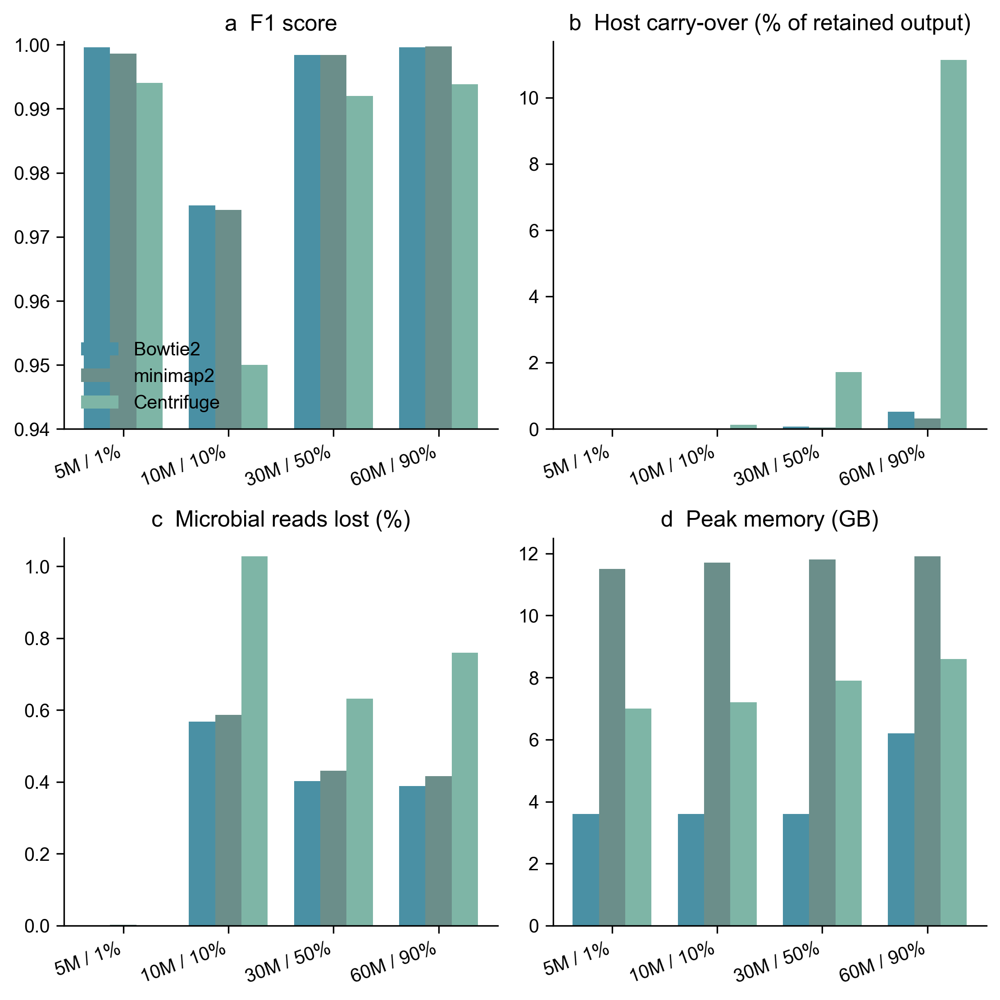 a  F1 score
1.00
0.99
0.98
0.97
0.96
0.95
0.94
Bowtie2
minimap2
Centrifuge
5M / 1%
10M / 10%
30M / 50%
60M / 90%
b  Host carry-over (% of retained output)
10
8
6
4
2
0
5M / 1%
10M / 10%
30M / 50%
60M / 90%
c  Microbial reads lost (%)
1.0
0.8
0.6
0.4
0.2
0.0
5M / 1%
10M / 10%
30M / 50%
60M / 90%
d  Peak memory (GB)
12
10
8
6
4
2
0
5M / 1%
10M / 10%
30M / 50%
60M / 90%